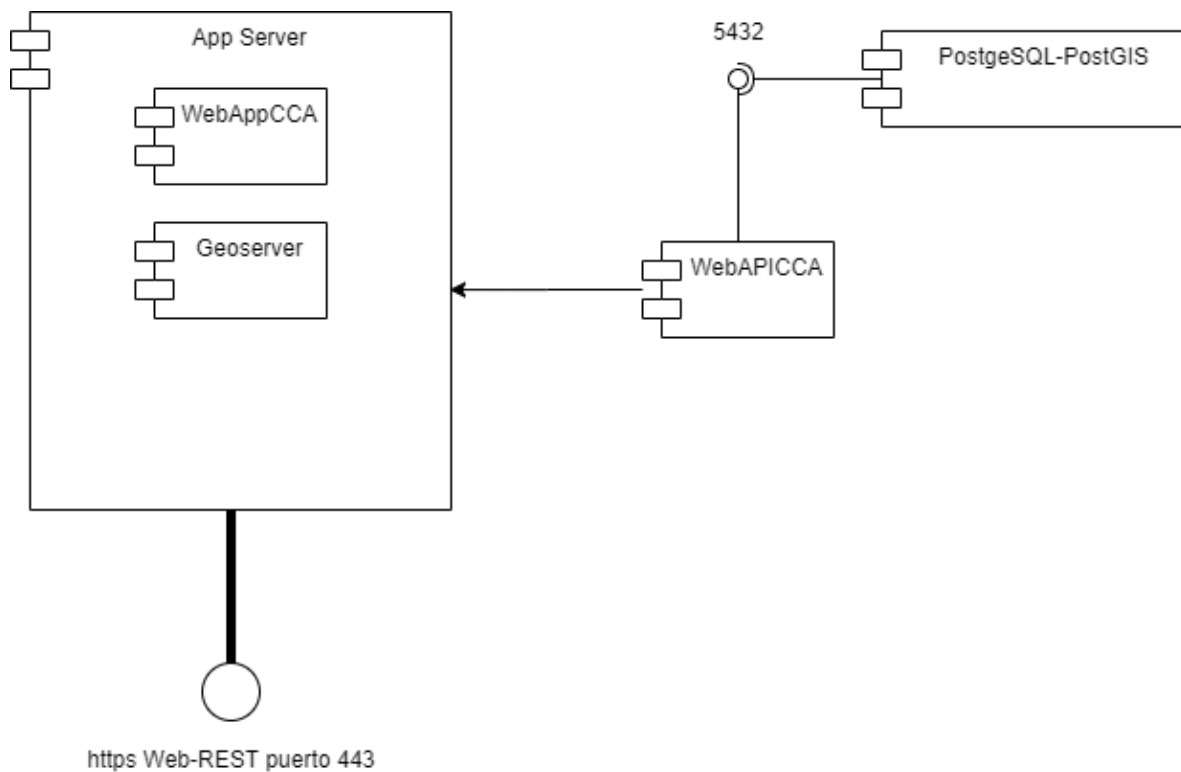 App Server
WebAppCCA
Geoserver
5432
PostgeSQL-PostGIS
WebAPICCA
https Web-REST puerto 443